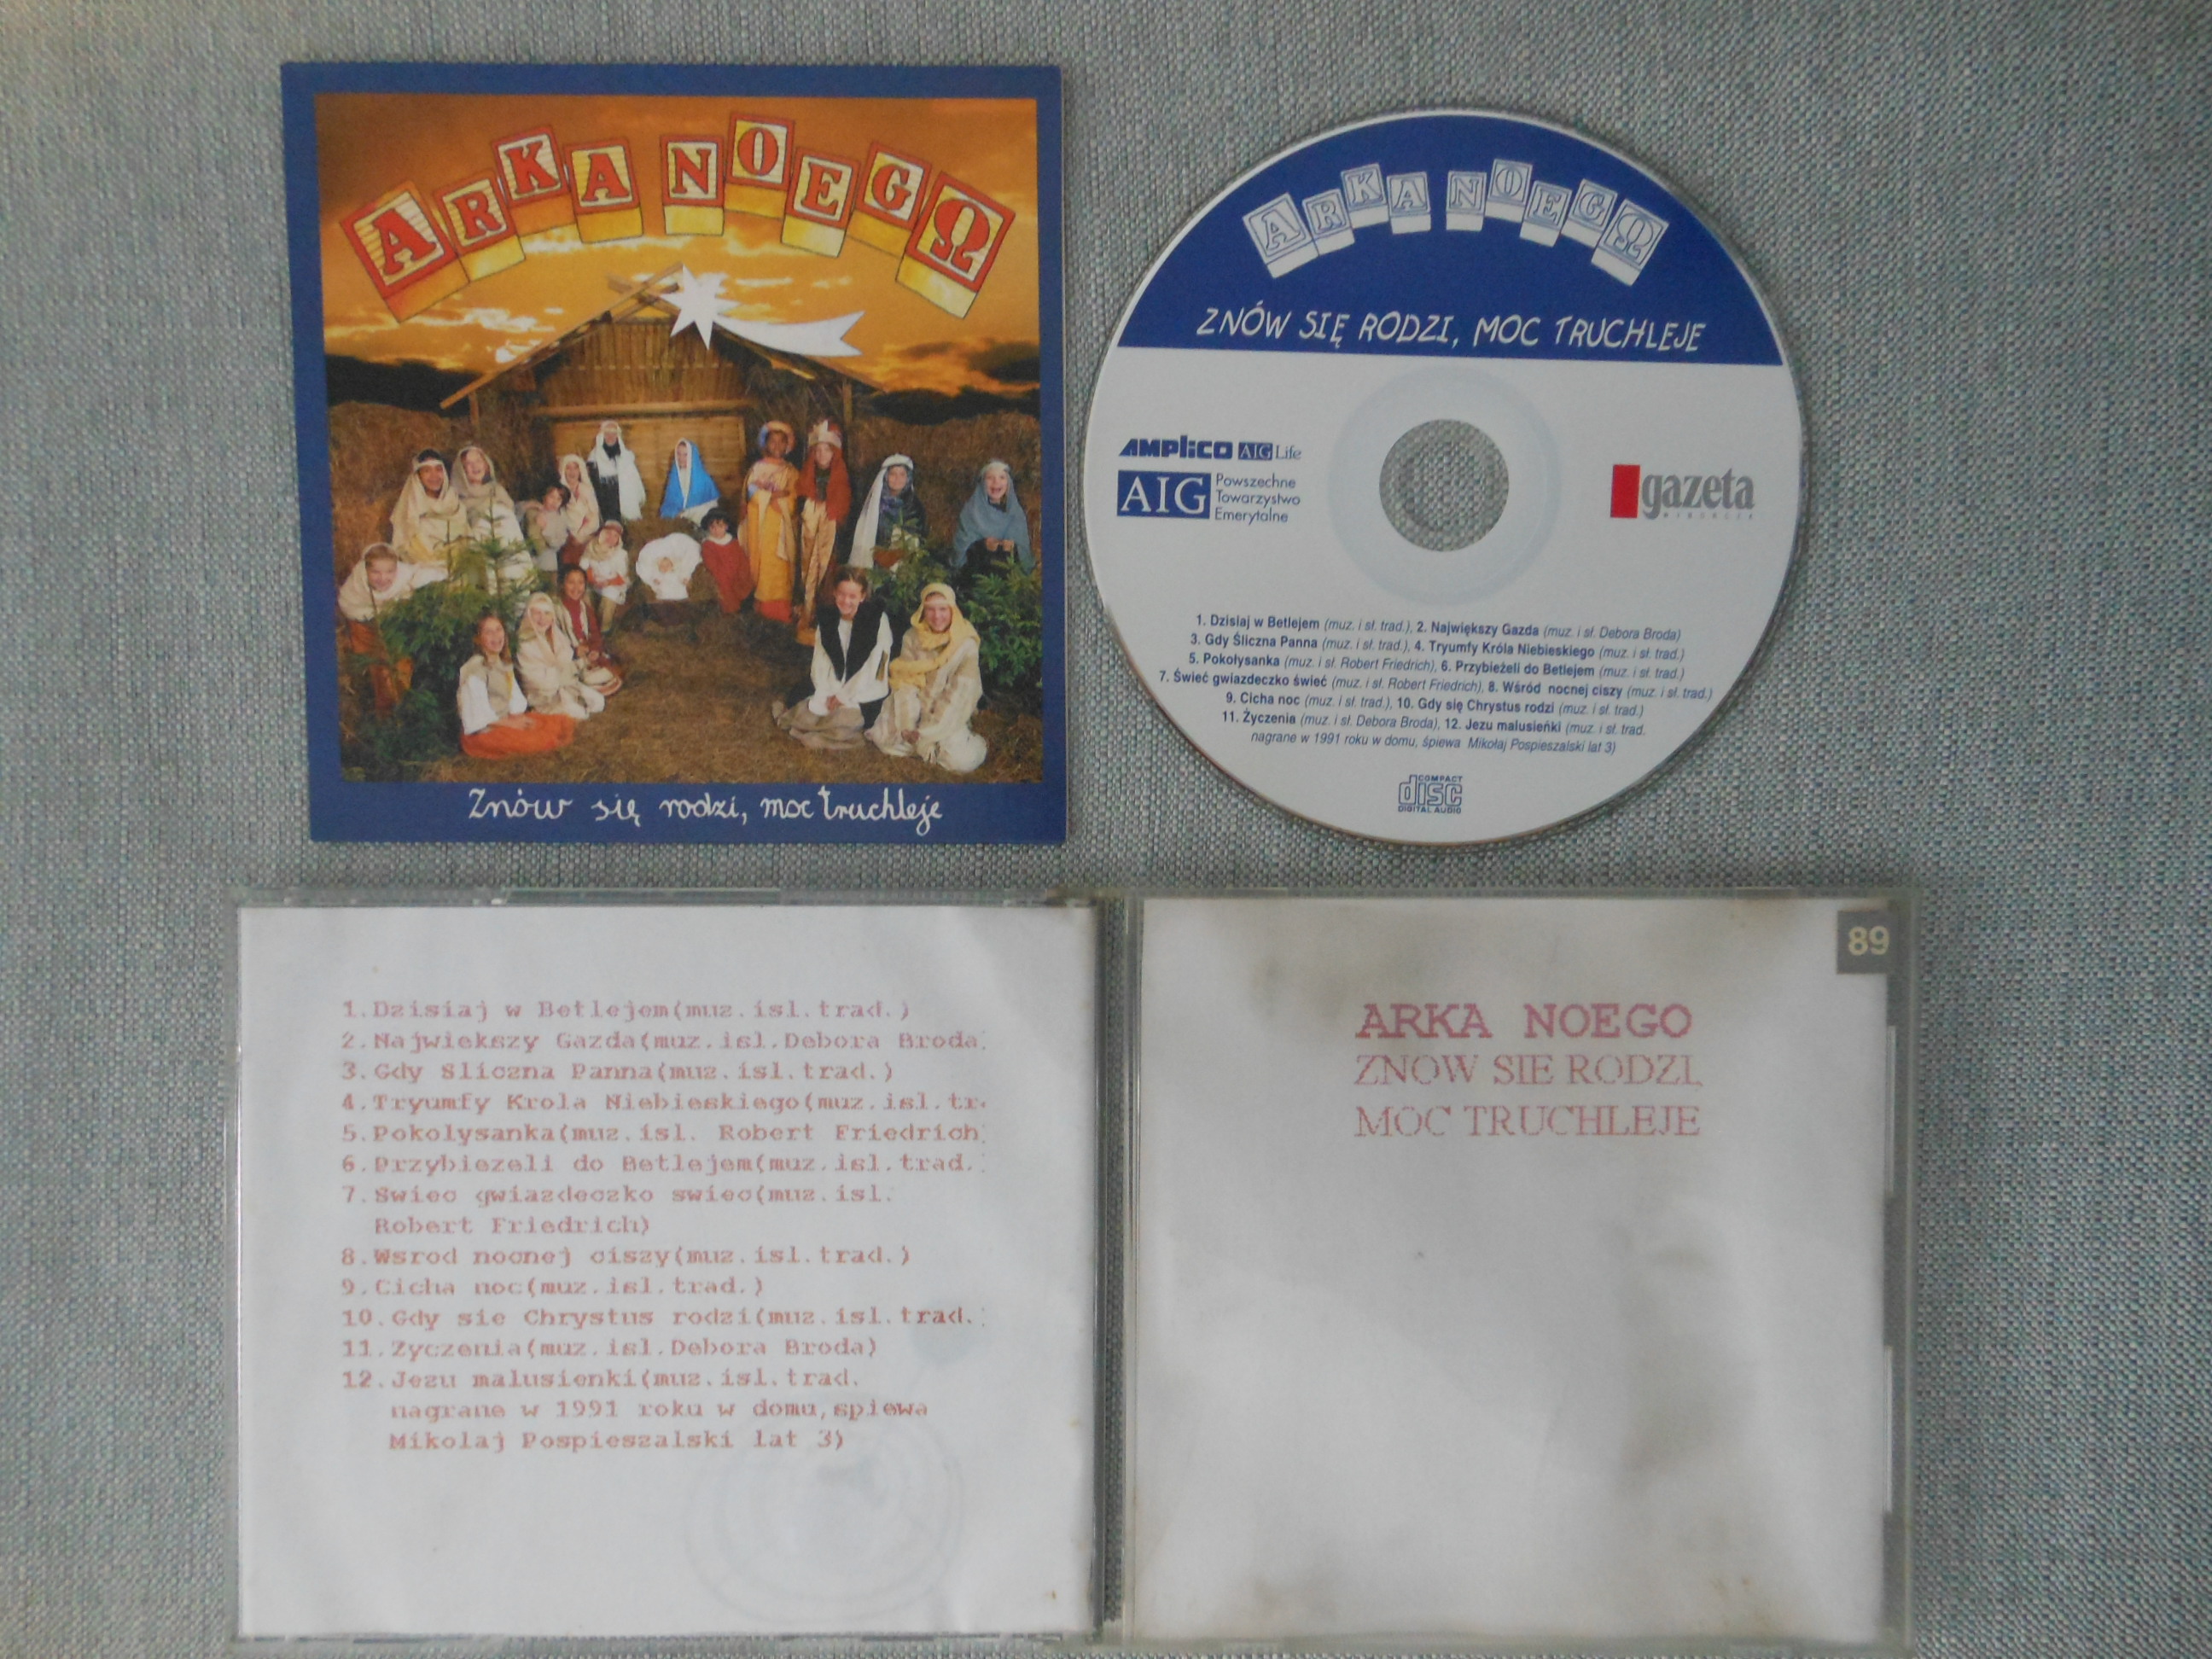 ARKA NOEGΩ
Znów się rodzi, moc truchleje
ARKA NOEGΩ
ZNÓW SIĘ RODZI, MOC TRUCHLEJE
AMPLICO AIG Life
AIG Powszechne
Towarzystwo
Emerytalne
gazeta
WYBORCZA
1. Dzisiaj w Betlejem (muz. i sł. trad.), 2. Największy Gazda (muz. i sł. Debora Broda)
3. Gdy Śliczna Panna (muz. i sł. trad.), 4. Tryumfy Króla Niebieskiego (muz. i sł. trad.)
5. Pokołysanka (muz. i sł. Robert Friedrich), 6. Przybieżeli do Betlejem (muz. i sł. trad.)
7. Świeć gwiazdeczko świeć (muz. i sł. Robert Friedrich), 8. Wśród nocnej ciszy (muz. i sł. trad.)
9. Cicha noc (muz. i sł. trad.), 10. Gdy się Chrystus rodzi (muz. i sł. trad.)
11. Życzenia (muz. i sł. Debora Broda), 12. Jezu malusieńki (muz. i sł. trad.
nagrane w 1991 roku w domu, śpiewa Mikołaj Pospieszalski lat 3)
COMPACT
disc
DIGITAL AUDIO
1.Dzisiaj w Betlejem(muz.isl.trad.)
2.Najwiekszy Gazda(muz.isl.Debora Broda)
3.Gdy Sliczna Panna(muz.isl.trad.)
4.Tryumfy Krola Niebieskiego(muz.isl.tr
5.Pokolysanka(muz.isl. Robert Friedrich)
6.Przybiezeli do Betlejem(muz.isl.trad.)
7.Swiec gwiazdeczko swiec(muz.isl.
Robert Friedrich)
8.Wsrod nocnej ciszy(muz.isl.trad.)
9.Cicha noc(muz.isl.trad.)
10.Gdy sie Chrystus rodzi(muz.isl.trad.)
11.Zyczenia(muz.isl.Debora Broda)
12.Jezu malusienki(muz.isl.trad.
nagrane w 1991 roku w domu,spiewa
Mikolaj Pospieszalski lat 3)
89
ARKA NOEGO
ZNOW SIE RODZI,
MOC TRUCHLEJE